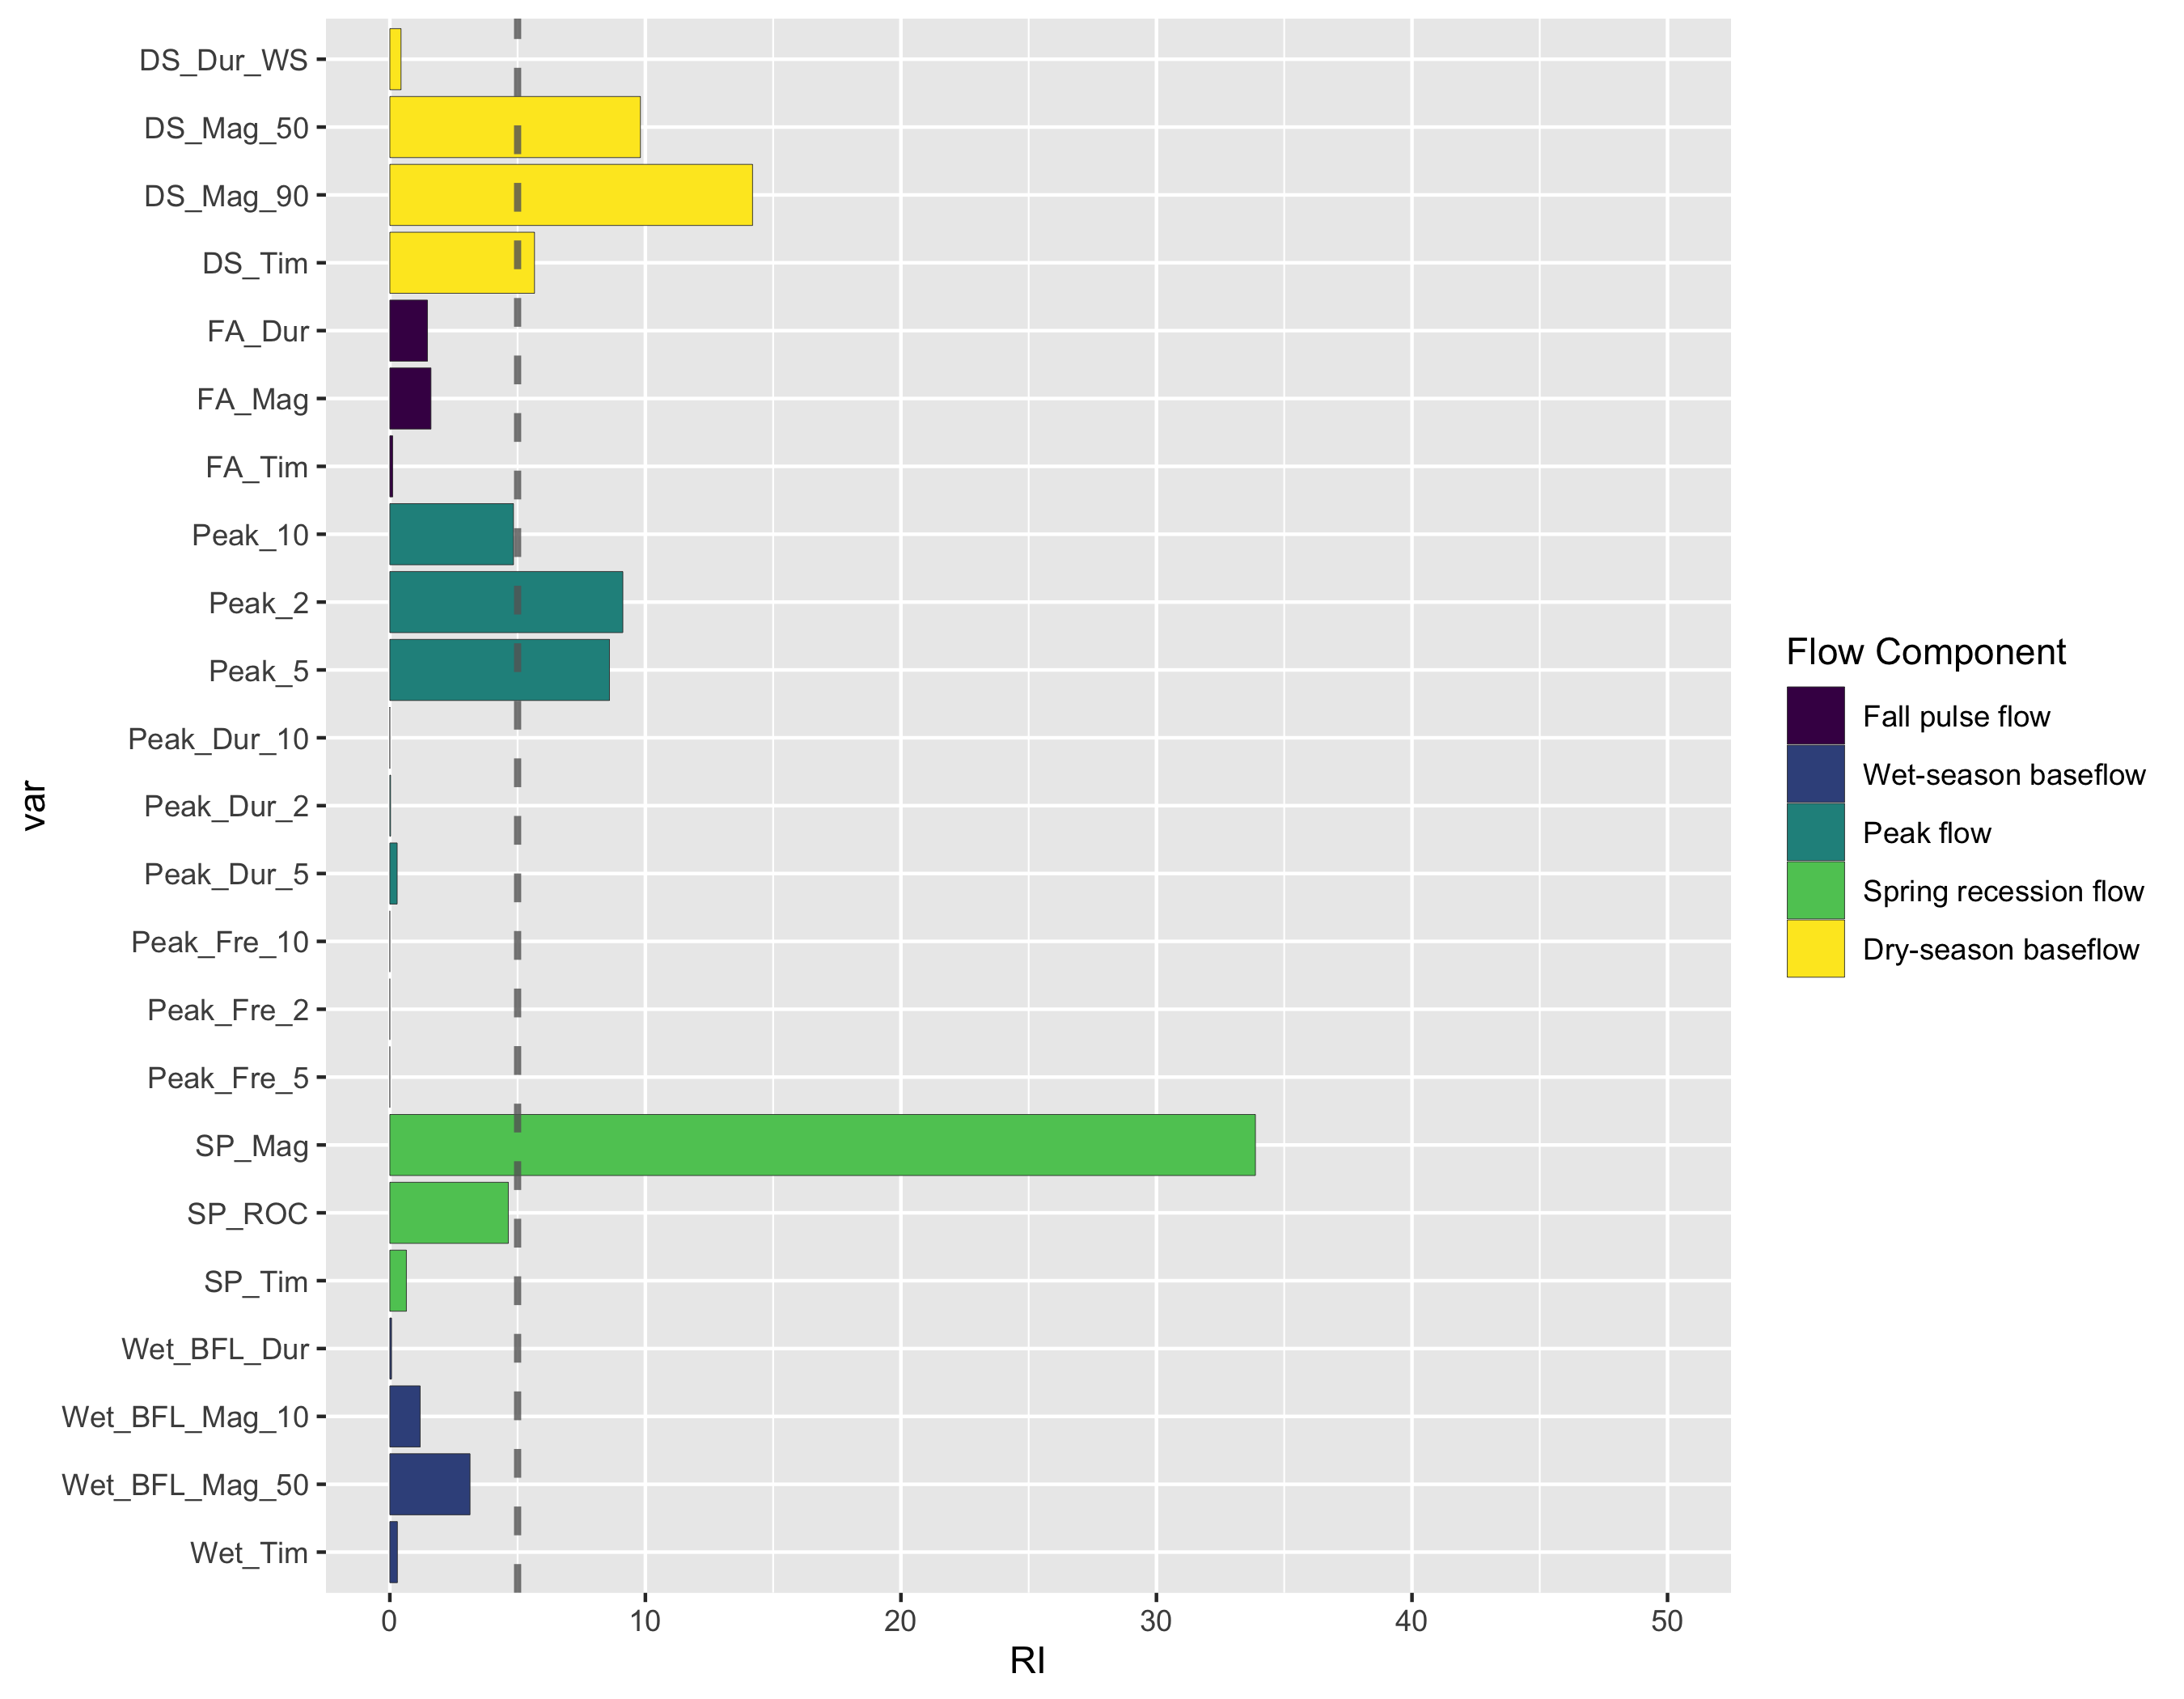 DS_Dur_WS
DS_Mag_50
DS_Mag_90
DS_Tim
FA_Dur
FA_Mag
FA_Tim
Peak_10
Peak_2
Peak_5
Peak_Dur_10
Peak_Dur_2
Peak_Dur_5
Peak_Fre_10
Peak_Fre_2
Peak_Fre_5
SP_Mag
SP_ROC
SP_Tim
Wet_BFL_Dur
Wet_BFL_Mag_10
Wet_BFL_Mag_50
Wet_Tim
var
0 10 20 30 40 50
RI
Flow Component
Fall pulse flow
Wet-season baseflow
Peak flow
Spring recession flow
Dry-season baseflow